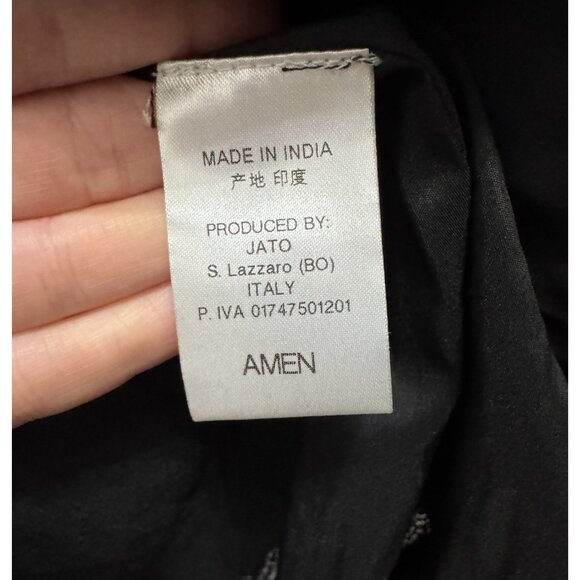 MADE IN INDIA
产地 印度
PRODUCED BY:
JATO
S. Lazzaro (BO)
ITALY
P. IVA 01747501201
AMEN